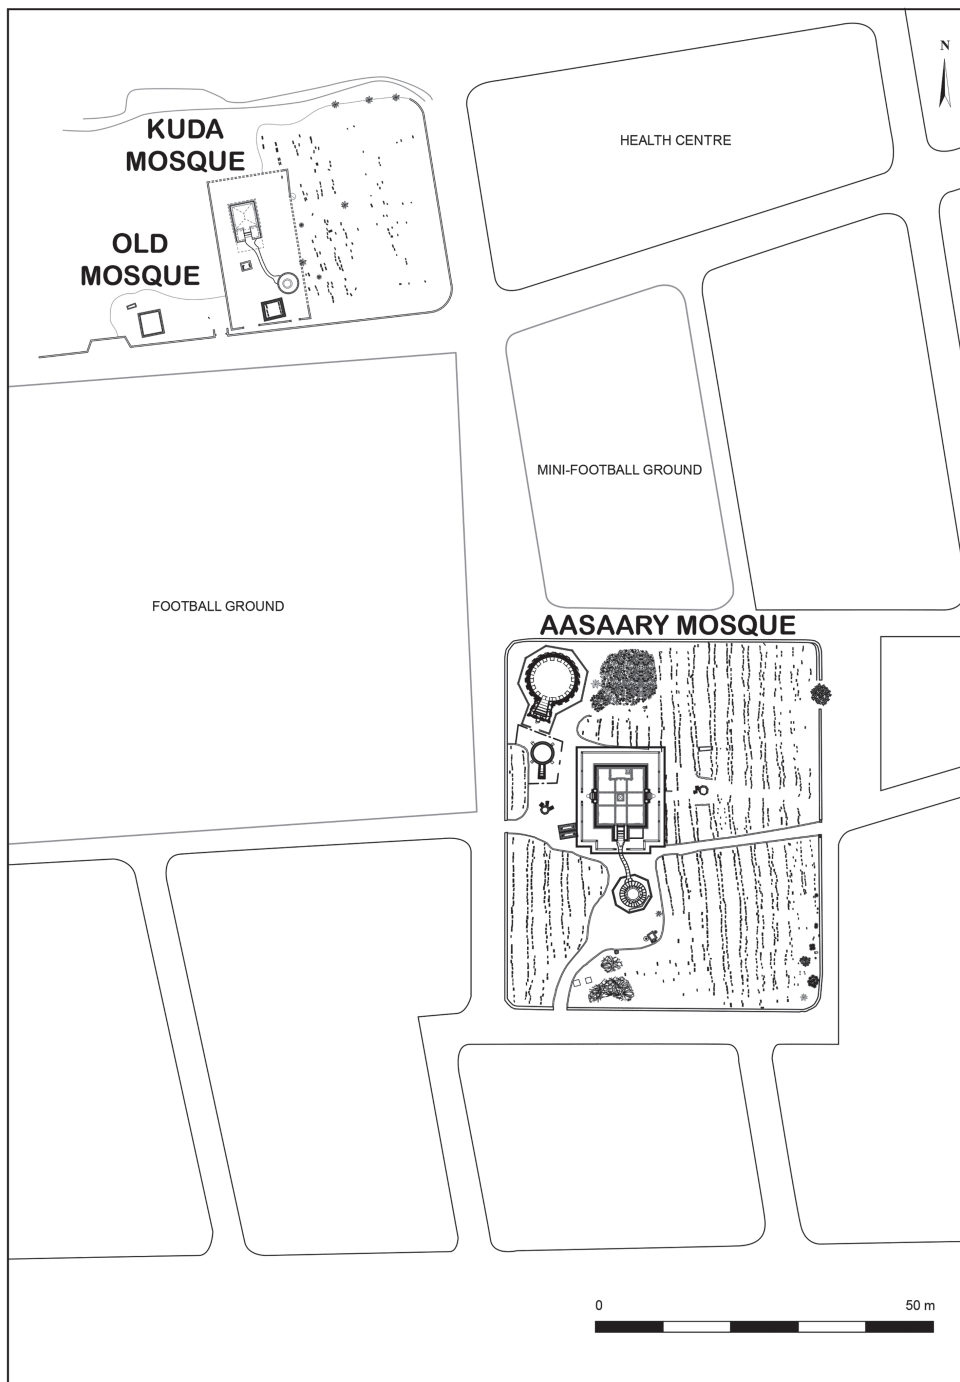 N
KUDA
MOSQUE
HEALTH CENTRE
OLD
MOSQUE
MINI-FOOTBALL GROUND
FOOTBALL GROUND
AASAARY MOSQUE
0 50 m